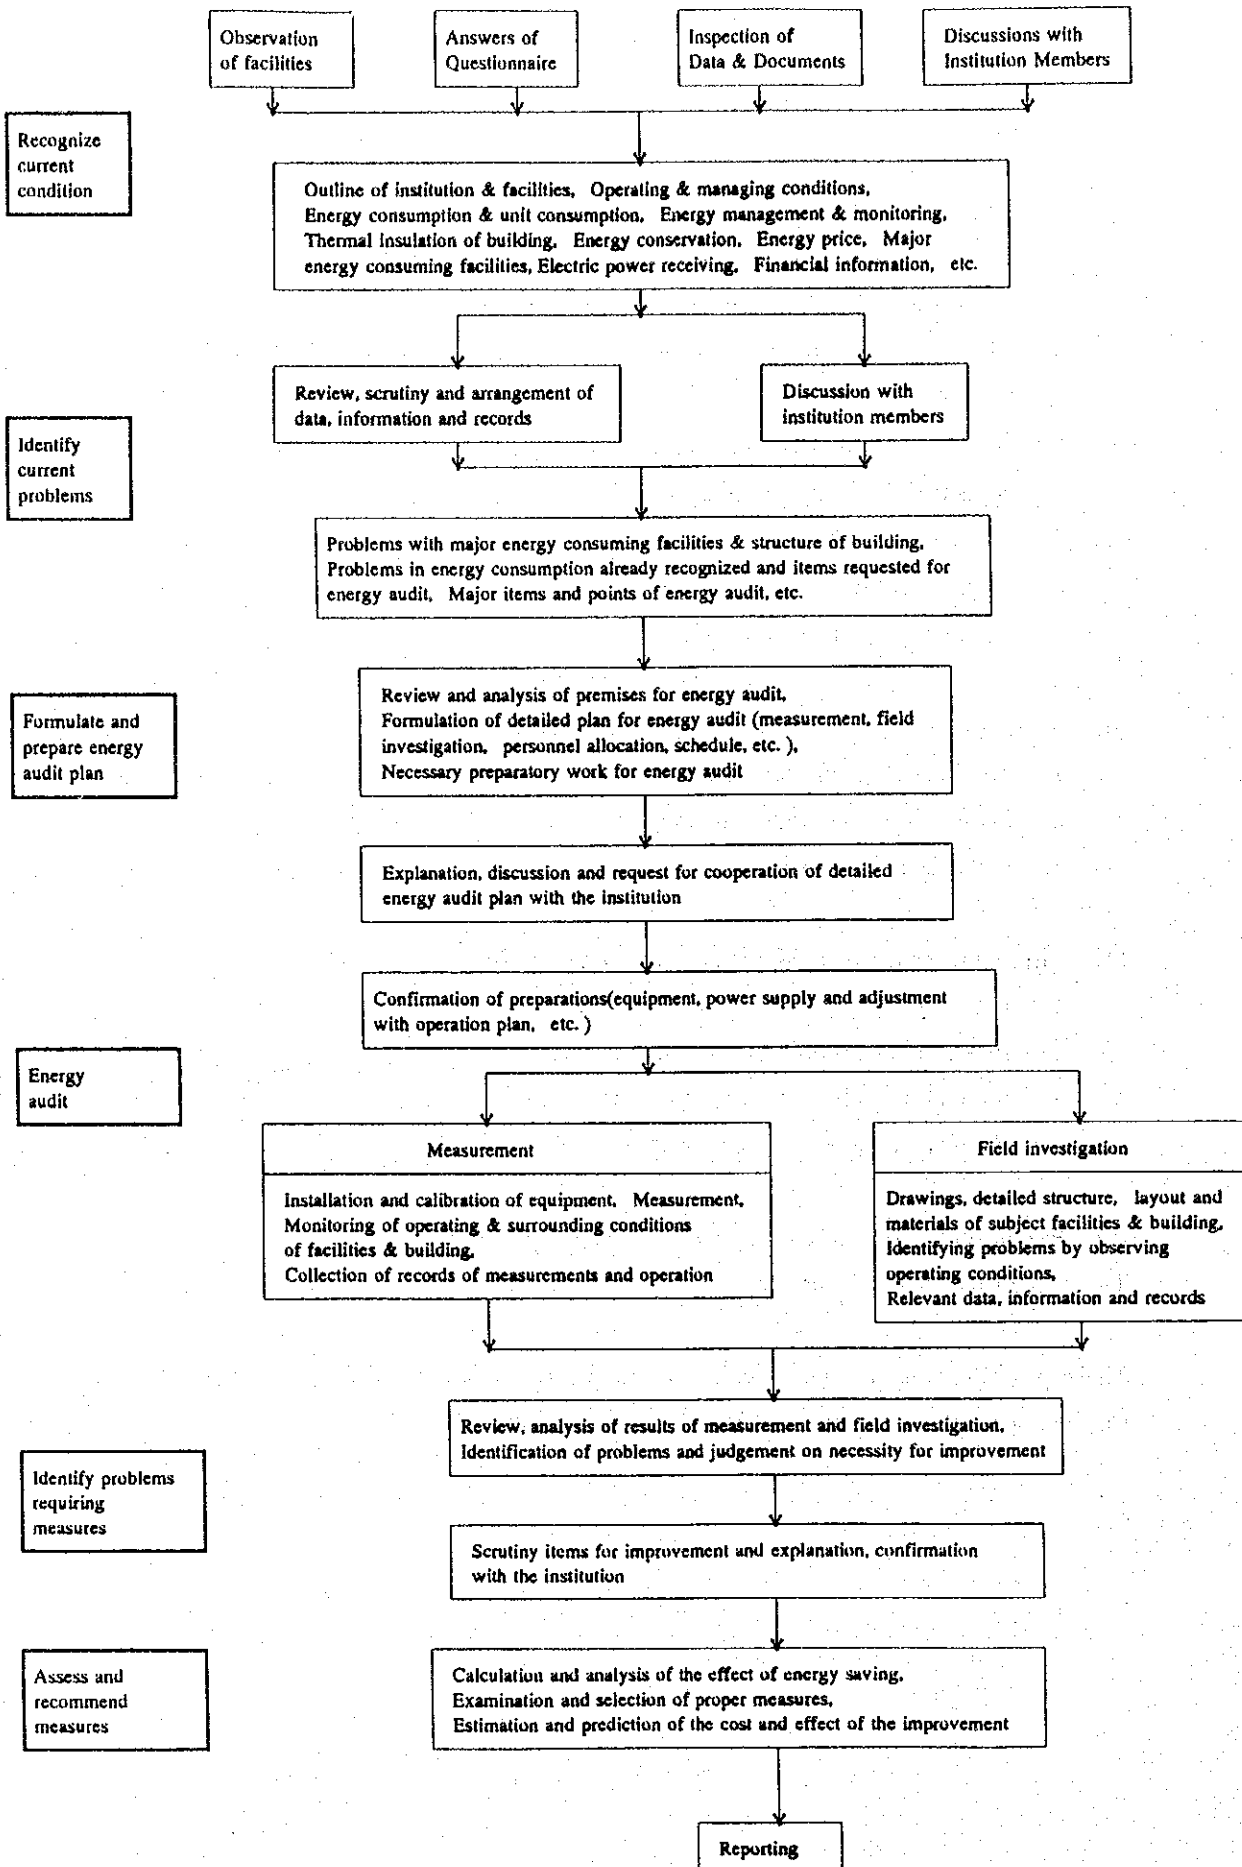 Observation
of facilities
Answers of
Questionnaire
Inspection of
Data & Documents
Discussions with
Institution Members
Recognize
current
condition
Outline of institution & facilities, Operating & managing conditions,
Energy consumption & unit consumption, Energy management & monitoring,
Thermal insulation of building, Energy conservation, Energy price, Major
energy consuming facilities, Electric power receiving, Financial information, etc.
Review, scrutiny and arrangement of
data, information and records
Discussion with
institution members
Identify
current
problems
Problems with major energy consuming facilities & structure of building,
Problems in energy consumption already recognized and items requested for
energy audit, Major items and points of energy audit, etc.
Formulate and
prepare energy
audit plan
Review and analysis of premises for energy audit,
Formulation of detailed plan for energy audit (measurement, field
investigation, personnel allocation, schedule, etc. ),
Necessary preparatory work for energy audit
Explanation, discussion and request for cooperation of detailed
energy audit plan with the institution
Confirmation of preparations(equipment, power supply and adjustment
with operation plan, etc. )
Energy
audit
Measurement
Installation and calibration of equipment, Measurement,
Monitoring of operating & surrounding conditions
of facilities & building,
Collection of records of measurements and operation
Field investigation
Drawings, detailed structure, layout and
materials of subject facilities & building,
Identifying problems by observing
operating conditions,
Relevant data, information and records
Review, analysis of results of measurement and field investigation,
Identification of problems and judgement on necessity for improvement
Identify problems
requiring
measures
Scrutiny items for improvement and explanation, confirmation
with the institution
Assess and
recommend
measures
Calculation and analysis of the effect of energy saving,
Examination and selection of proper measures,
Estimation and prediction of the cost and effect of the improvement
Reporting